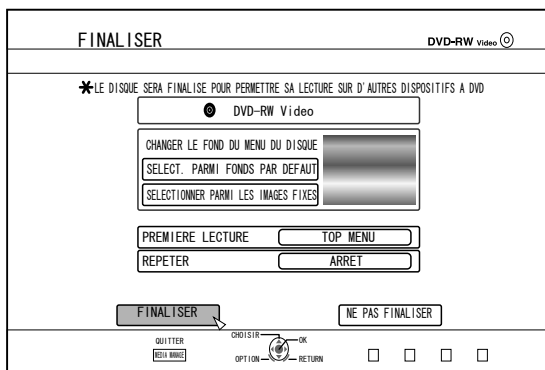 FINALISER DVD-RW Video
*LE DISQUE SERA FINALISE POUR PERMETTRE SA LECTURE SUR D'AUTRES DISPOSITIFS A DVD
DVD-RW Video
CHANGER LE FOND DU MENU DU DISQUE
SELECT. PARMI FONDS PAR DEFAUT
SELECTIONNER PARMI LES IMAGES FIXES
PREMIERE LECTURE TOP MENU
REPETER ARRET
FINALISER NE PAS FINALISER
QUITTER CHOISIR OK
MEDIA MANAGE OPTION RETURN